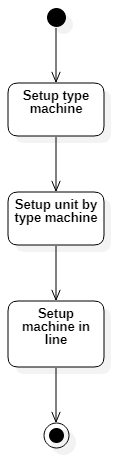 Setup type
machine
Setup unit by
type machine
Setup
machine in
line